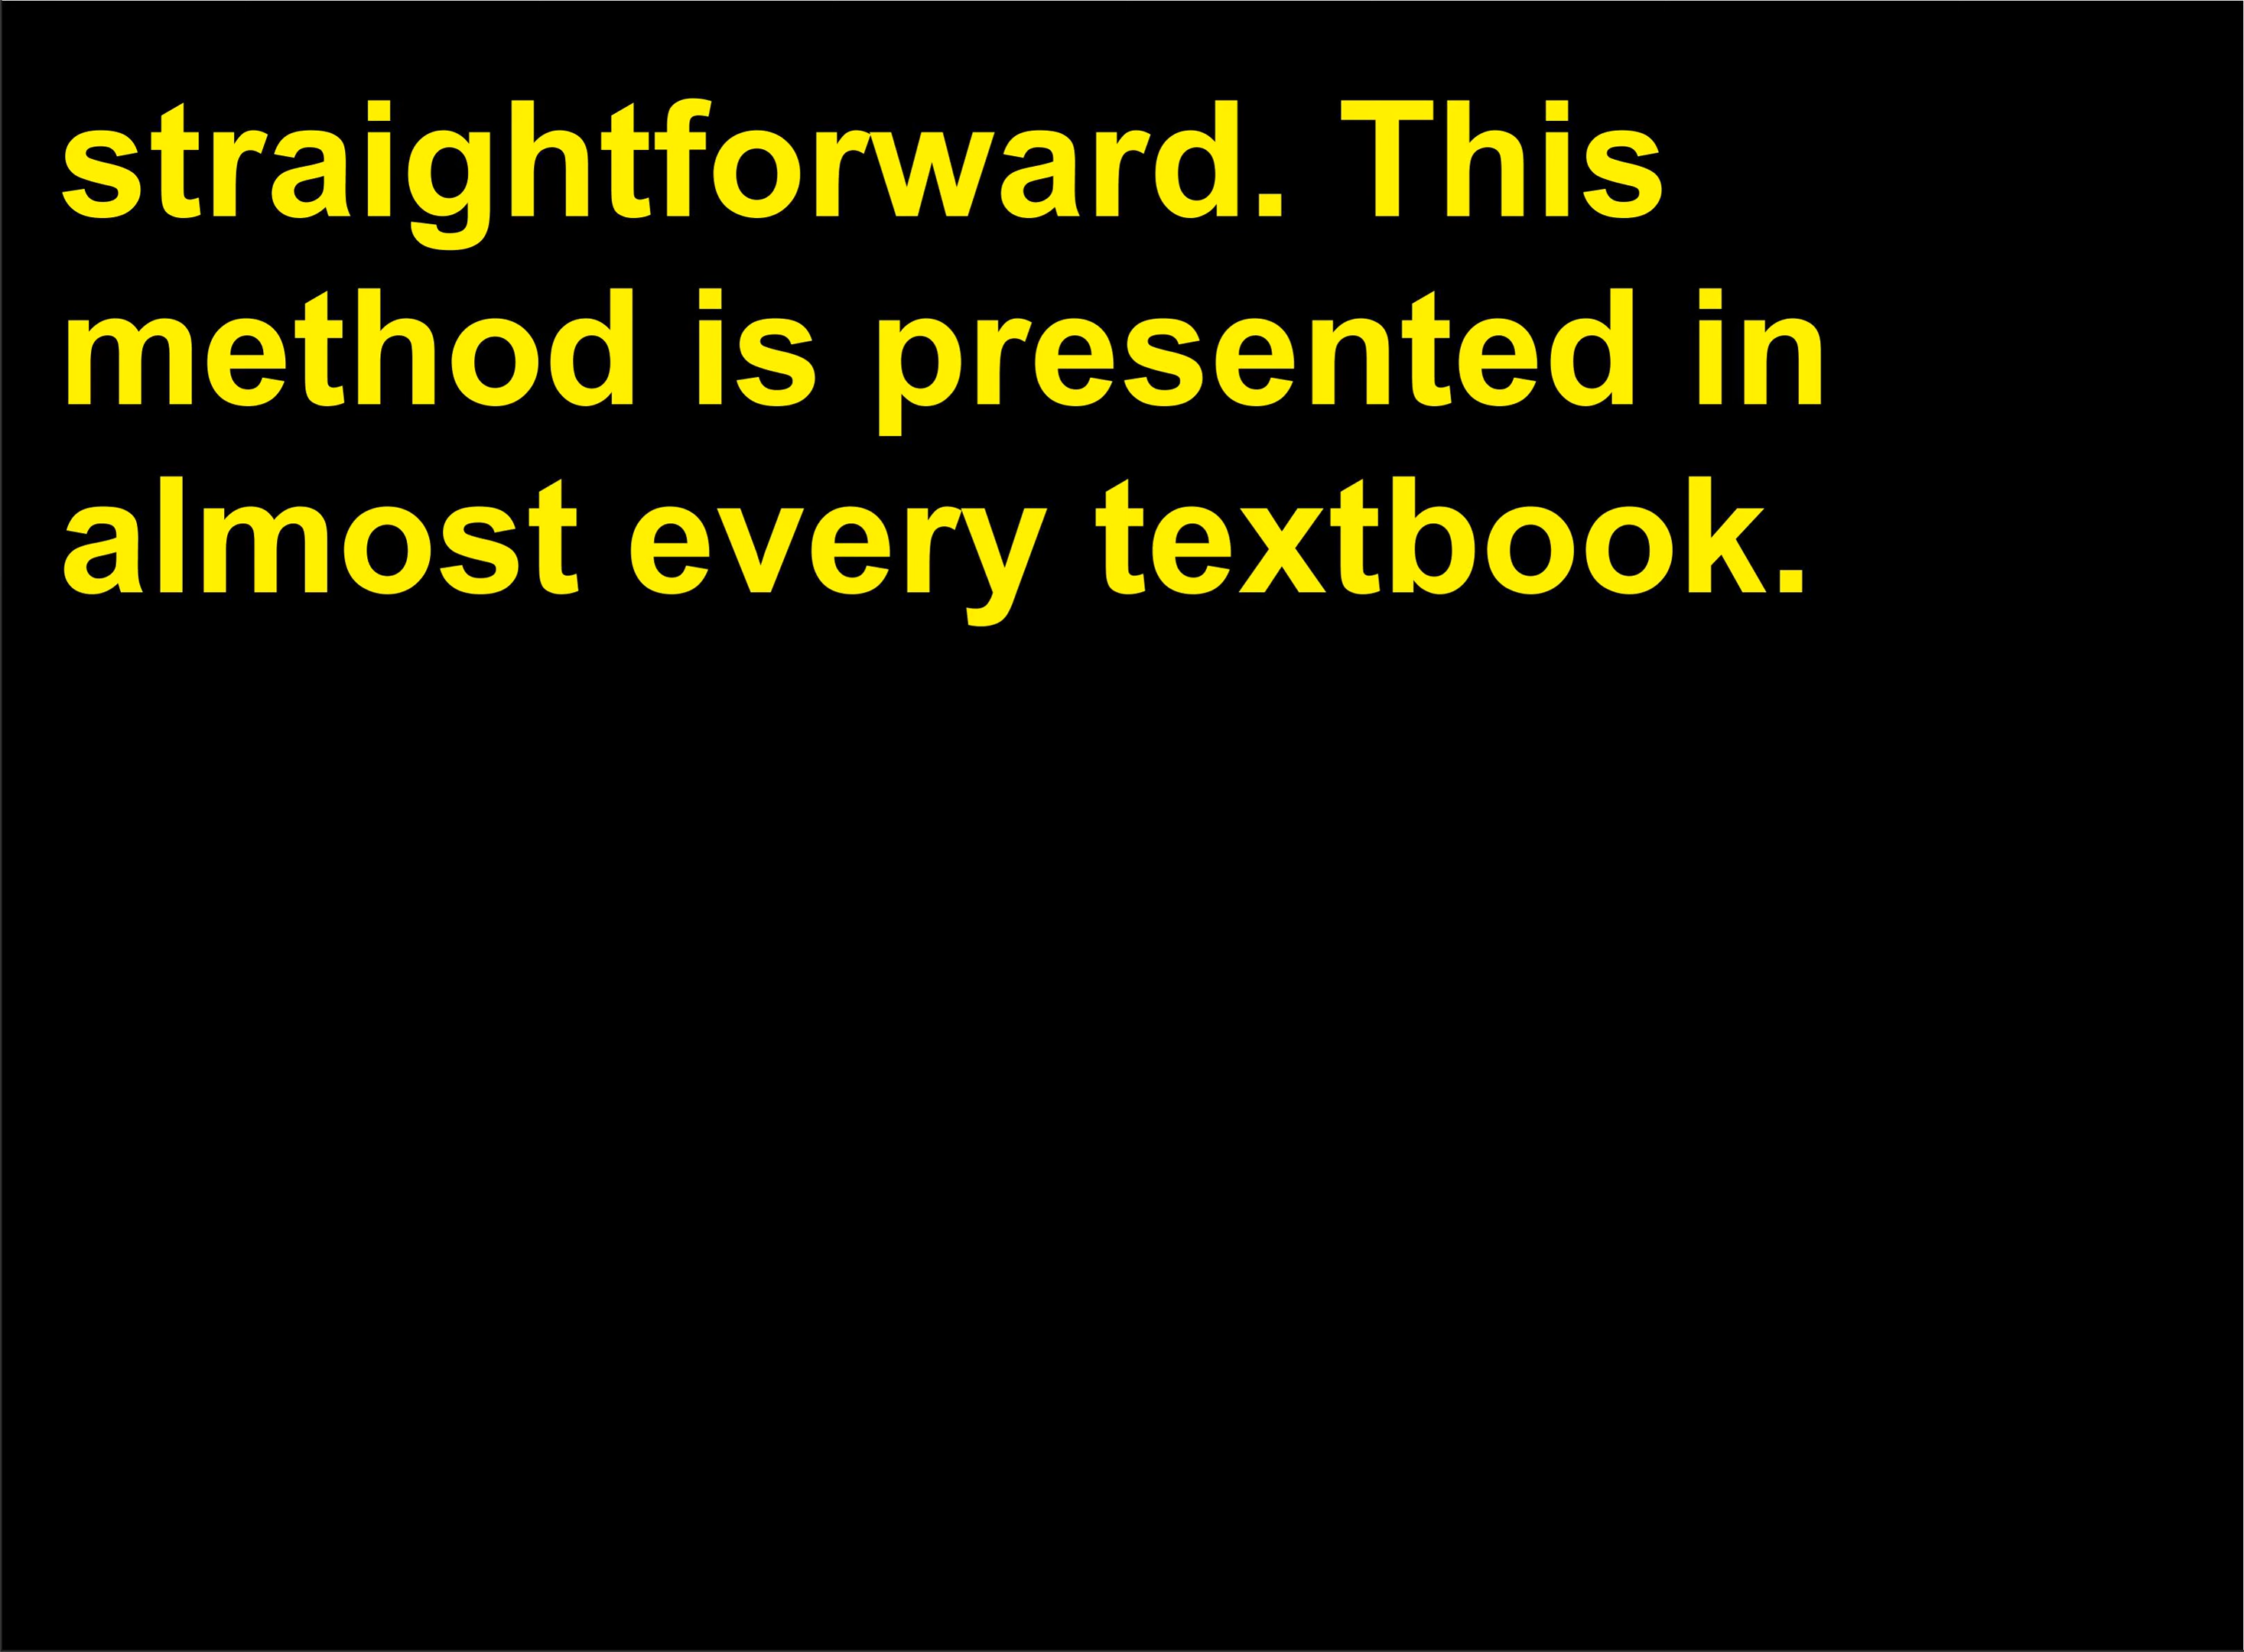 straightforward. This
method is presented in
almost every textbook.